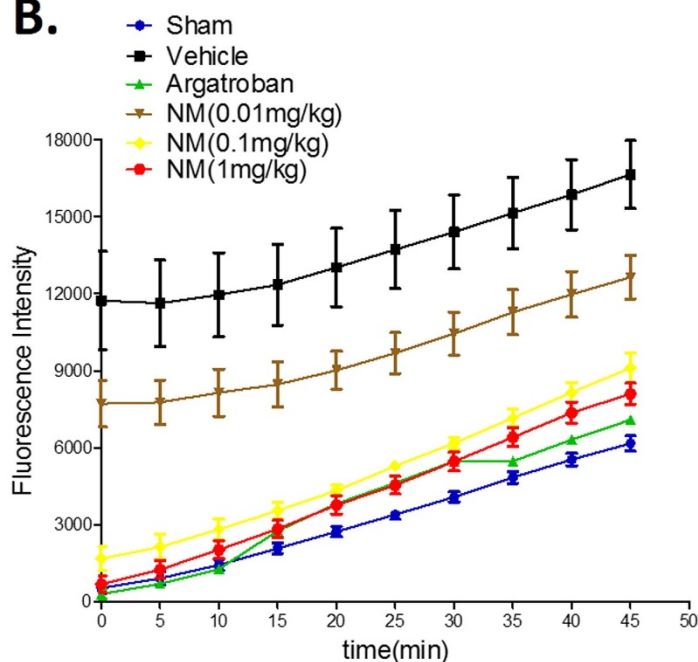 B.
Sham
Vehicle
Argatroban
NM(0.01mg/kg)
NM(0.1mg/kg)
NM(1mg/kg)
18000
15000
12000
9000
6000
3000
0
Fluorescence Intensity
0 5 10 15 20 25 30 35 40 45 50
time(min)